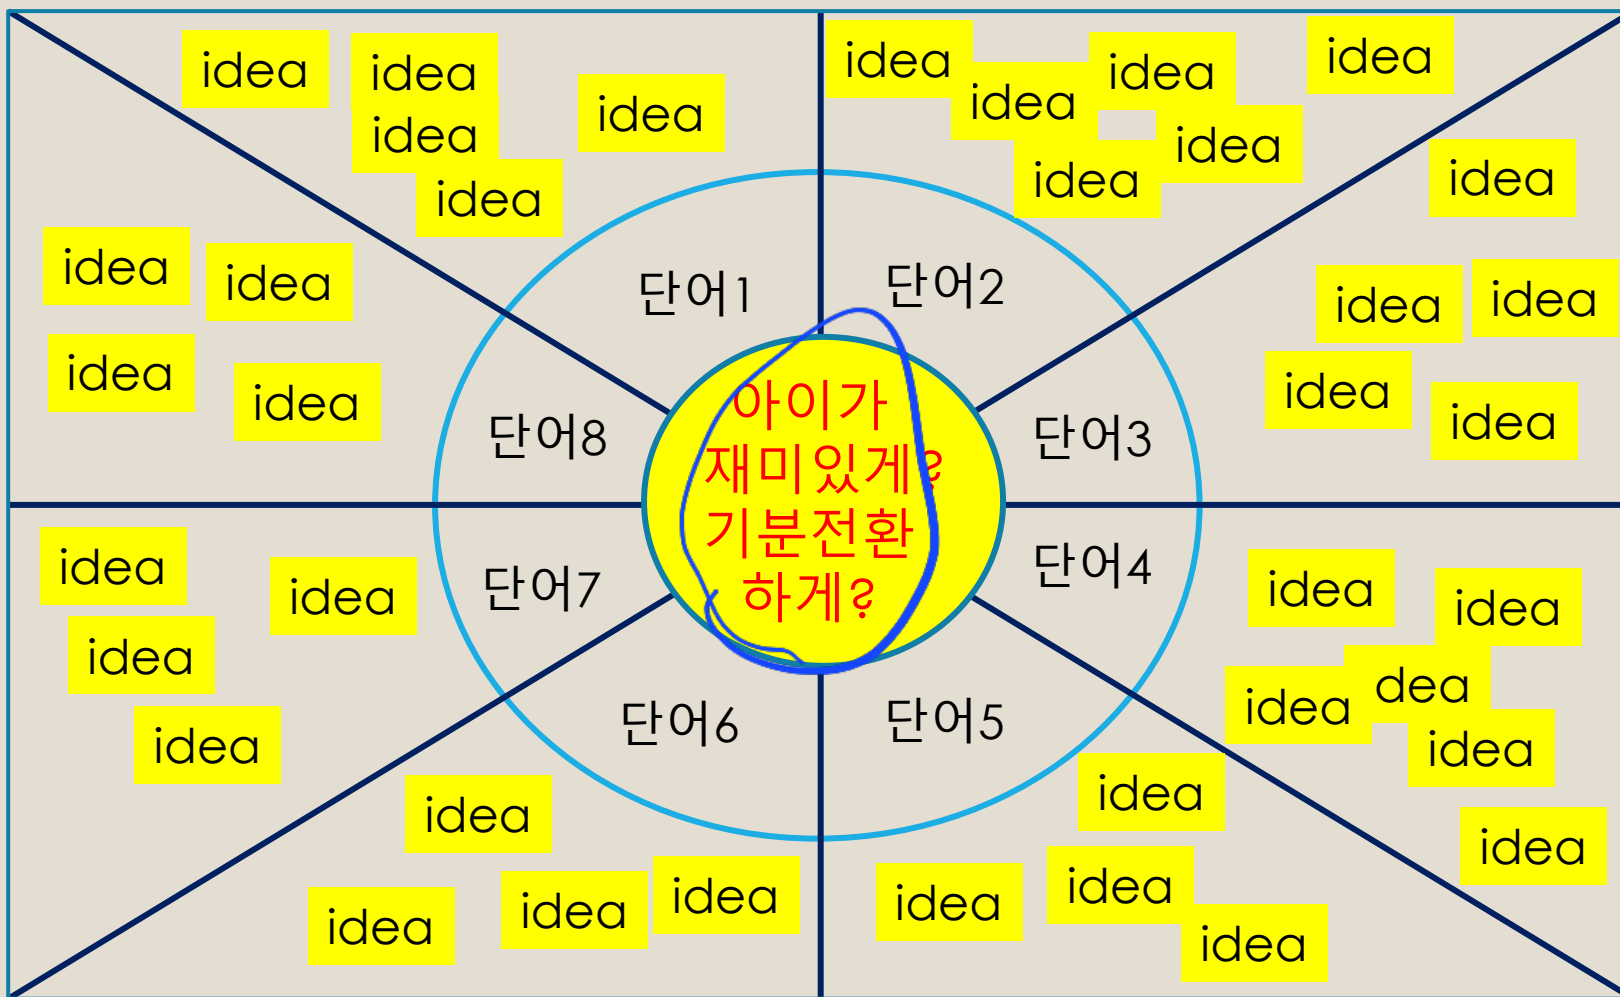 idea
idea
idea
idea
idea
단어1
idea
idea
idea
idea
idea
idea
단어2
idea
idea
idea
idea
idea
단어3
아이가
재미있게?
기분전환
하게?
idea
idea
idea
idea
단어8
idea
idea
idea
idea
단어7
idea
idea
dea
idea
idea
idea
단어4
idea
idea
idea
idea
단어6
idea
idea
idea
idea
단어5